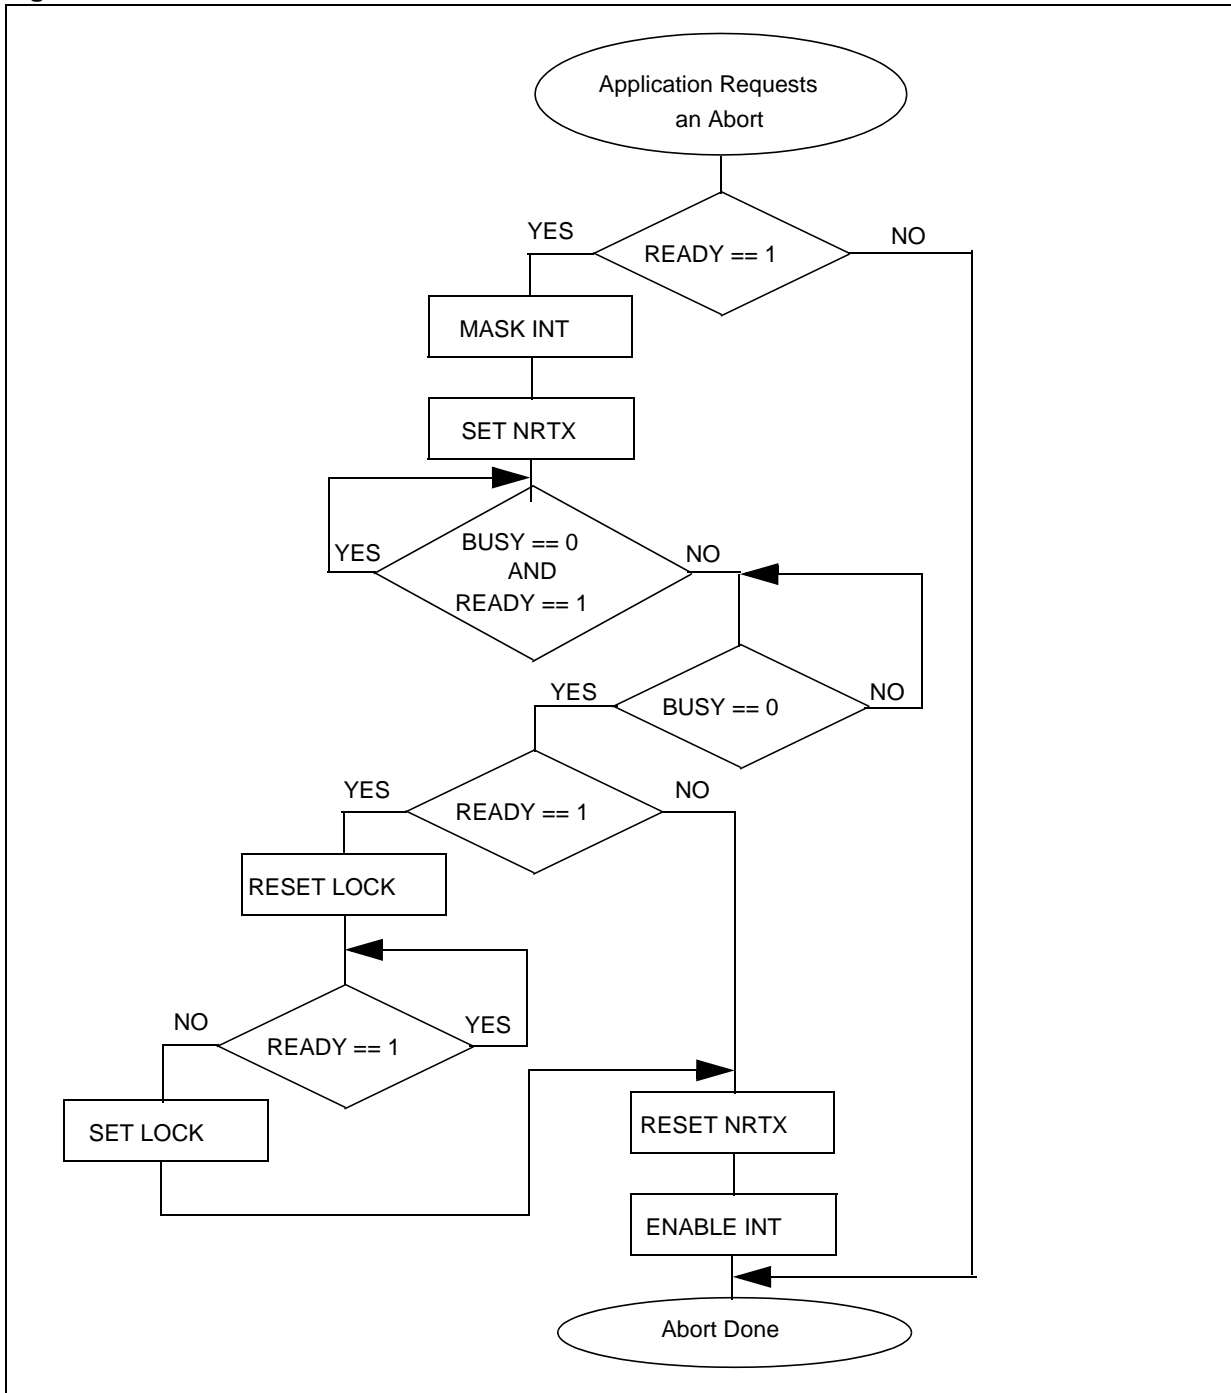 Application Requests
an Abort
YES
READY == 1
NO
MASK INT
SET NRTX
YES
BUSY == 0
AND
READY == 1
NO
YES
BUSY == 0
NO
YES
READY == 1
NO
RESET LOCK
NO
READY == 1
YES
SET LOCK
RESET NRTX
ENABLE INT
Abort Done